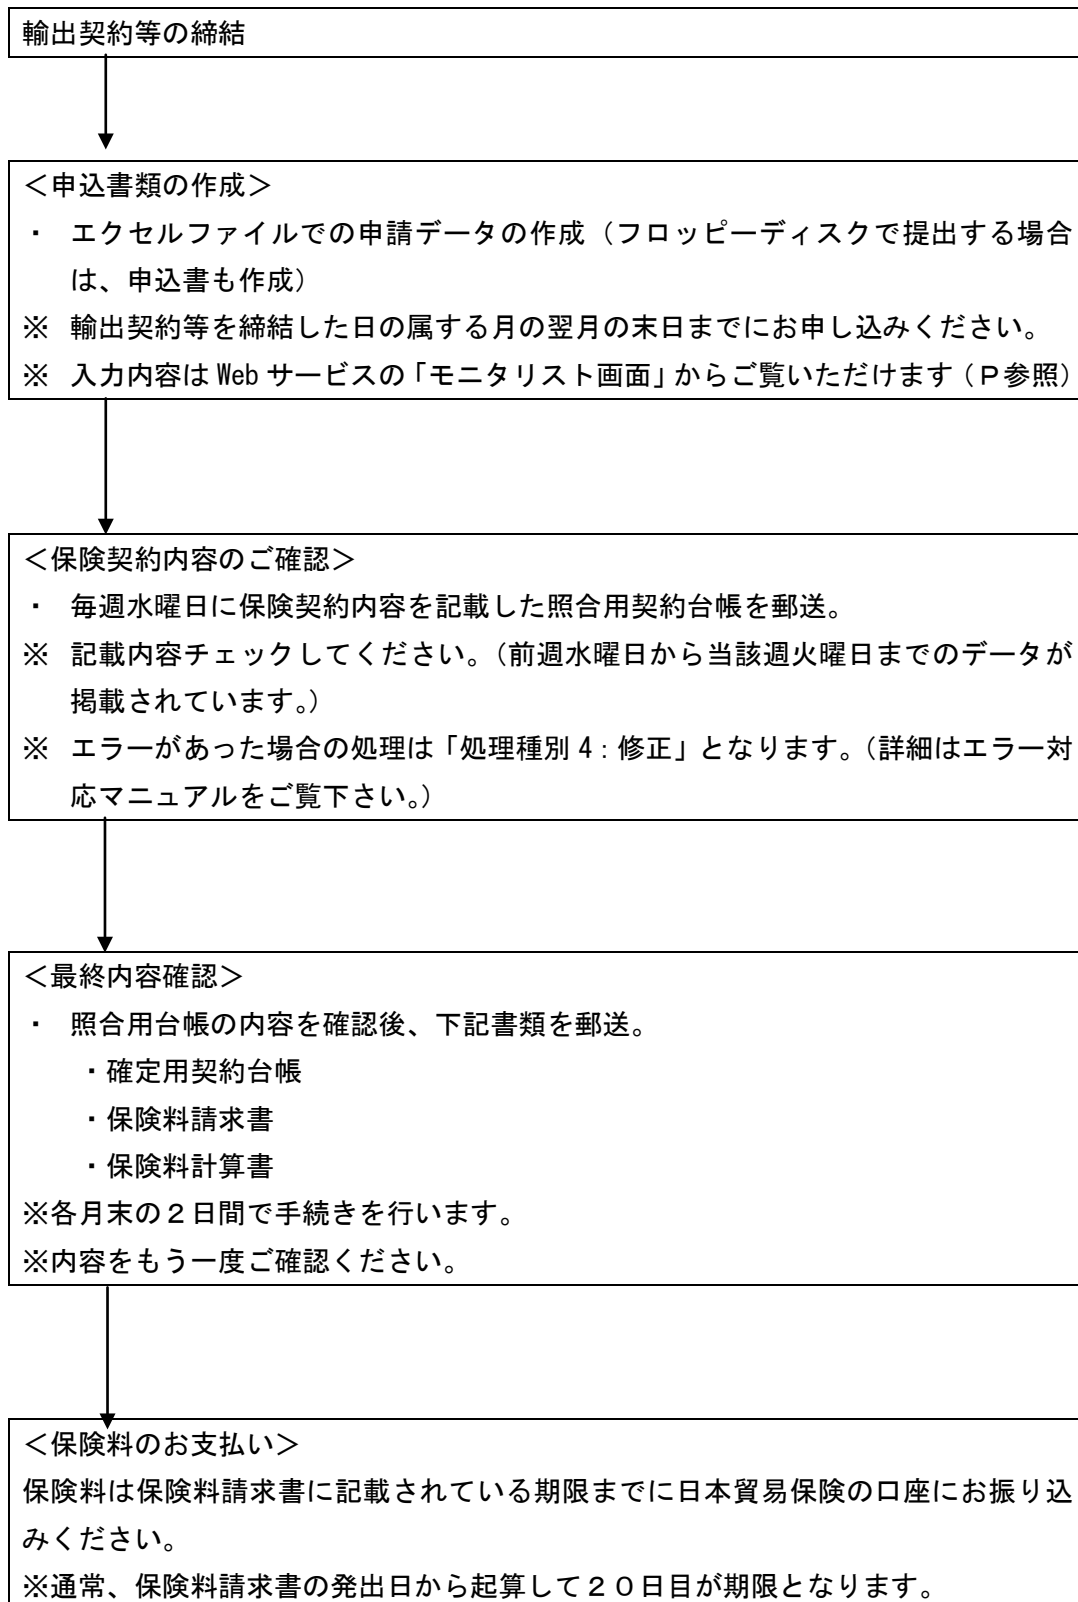 輸出契約等の締結
＜申込書類の作成＞
・ エクセルファイルでの申請データの作成（フロッピーディスクで提出する場合
は、申込書も作成）
※ 輸出契約等を締結した日の属する月の翌月の末日までにお申し込みください。
※ 入力内容は Web サービスの「モニタリスト画面」からご覧いただけます（Ｐ参照）
＜保険契約内容のご確認＞
・ 毎週水曜日に保険契約内容を記載した照合用契約台帳を郵送。
※ 記載内容チェックしてください。（前週水曜日から当該週火曜日までのデータが
掲載されています。）
※ エラーがあった場合の処理は「処理種別 4：修正」となります。（詳細はエラー対
応マニュアルをご覧下さい。）
＜最終内容確認＞
・ 照合用台帳の内容を確認後、下記書類を郵送。
・確定用契約台帳
・保険料請求書
・保険料計算書
※各月末の２日間で手続きを行います。
※内容をもう一度ご確認ください。
＜保険料のお支払い＞
保険料は保険料請求書に記載されている期限までに日本貿易保険の口座にお振り込
みください。
※通常、保険料請求書の発出日から起算して２０日目が期限となります。